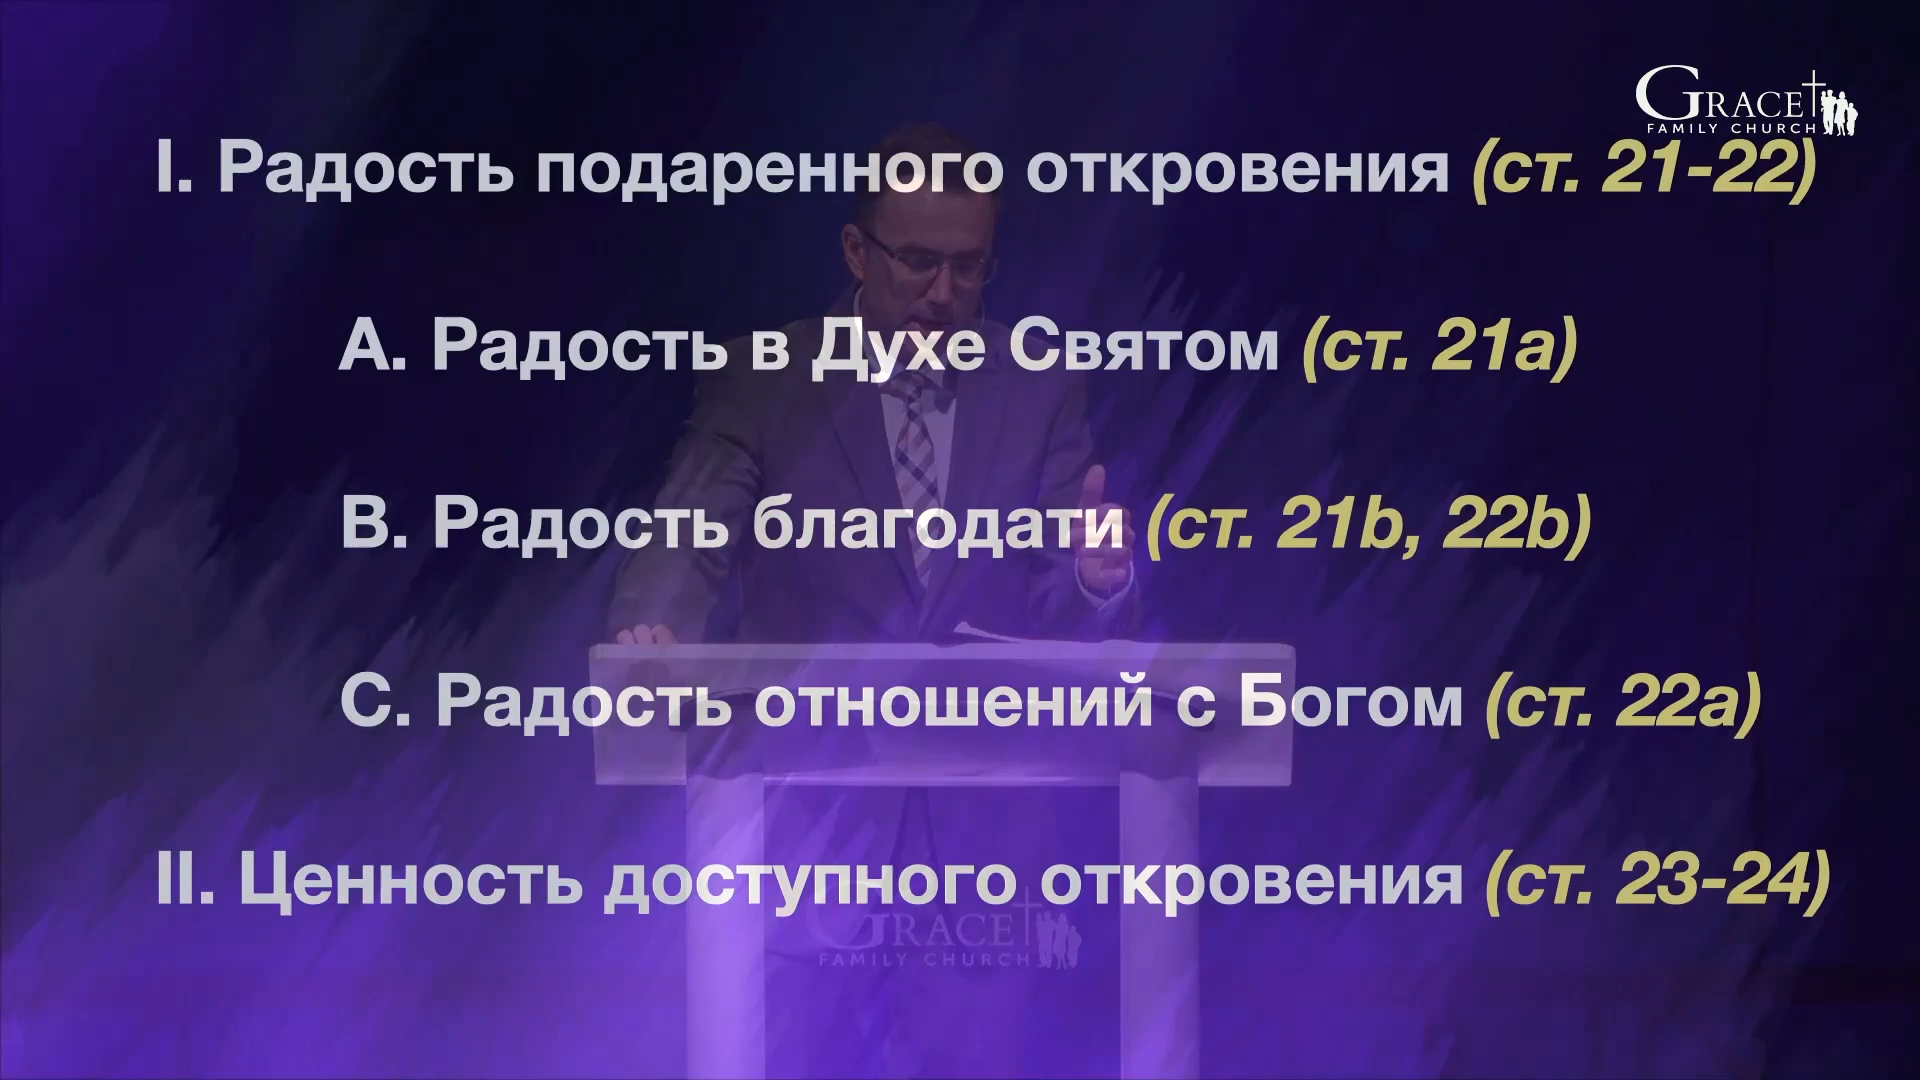 GRACE
FAMILY CHURCH
I. Радость подаренного откровения (ст. 21-22)
A. Радость в Духе Святом (ст. 21a)
B. Радость благодати (ст. 21b, 22b)
C. Радость отношений с Богом (ст. 22a)
II. Ценность доступного откровения (ст. 23-24)
GRACE
FAMILY CHURCH